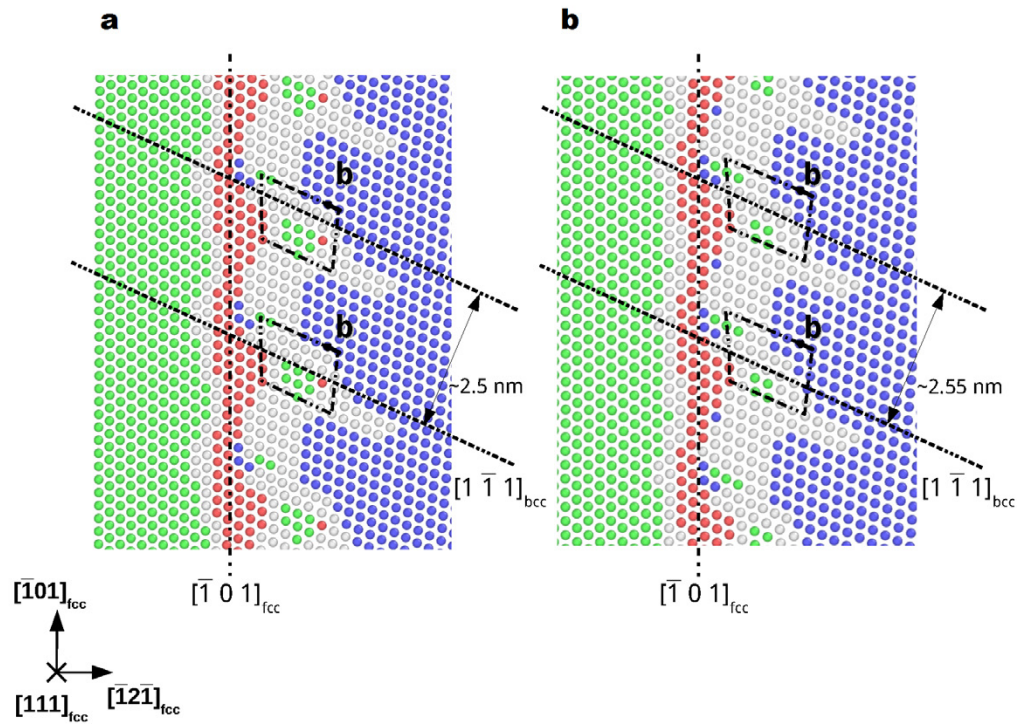 a
b
b
b
b
b
~2.5 nm
~2.55 nm
[1 1̅ 1]bcc
[1 1̅ 1]bcc
[1̅ 0 1]fcc
[1̅ 0 1]fcc
[1̅01]fcc
[111]fcc
[1̅21̅]fcc